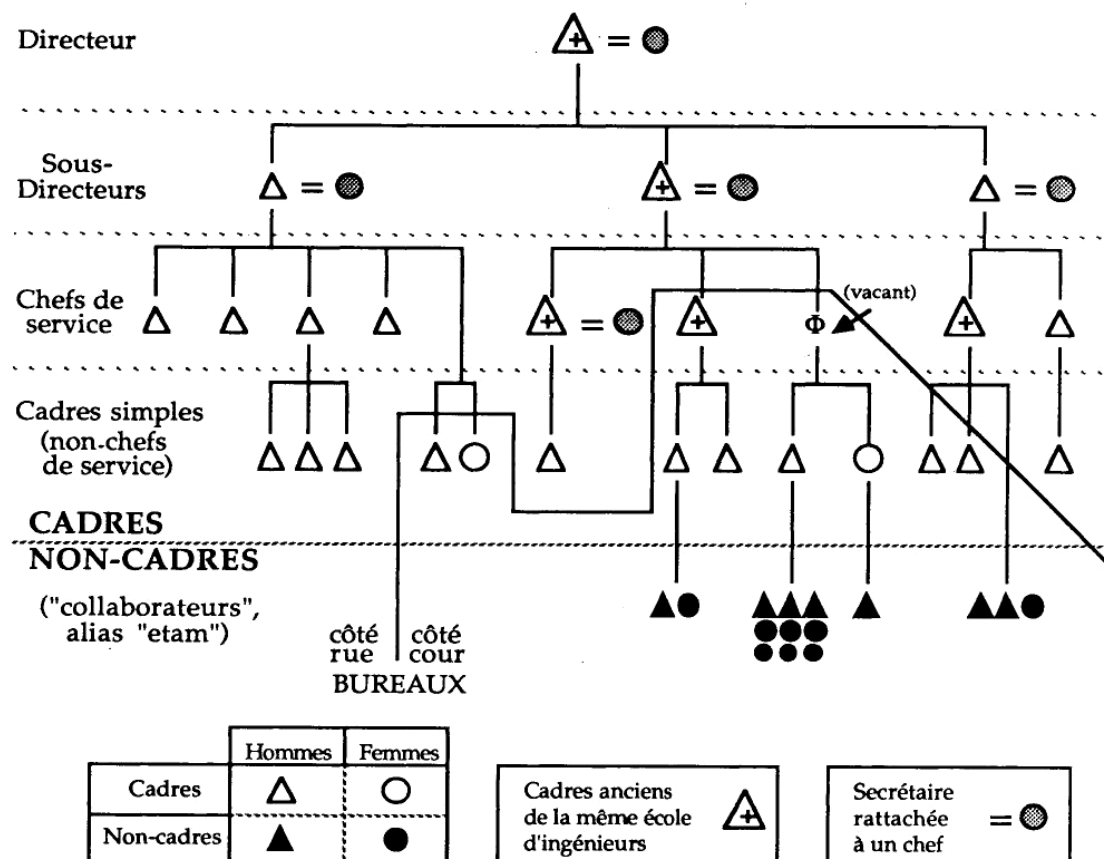 Directeur
Sous-
Directeurs
Chefs de
service
(vacant)
Cadres simples
(non-chefs
de service)
CADRES
NON-CADRES
("collaborateurs",
alias "etam")
côté côté
rue cour
BUREAUX
Hommes Femmes
Cadres
Non-cadres
Cadres anciens
de la même école
d'ingénieurs
Secrétaire
rattachée
à un chef